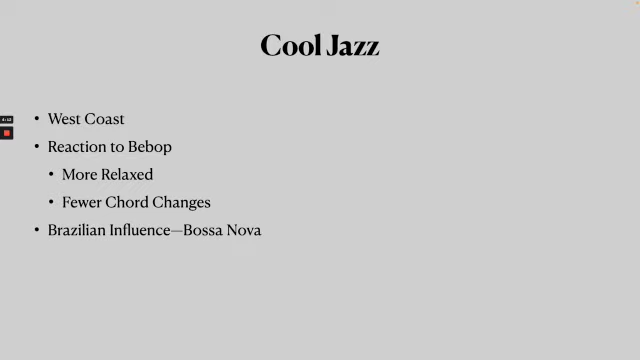 Cool Jazz
• West Coast
• Reaction to Bebop
• More Relaxed
• Fewer Chord Changes
• Brazilian Influence—Bossa Nova